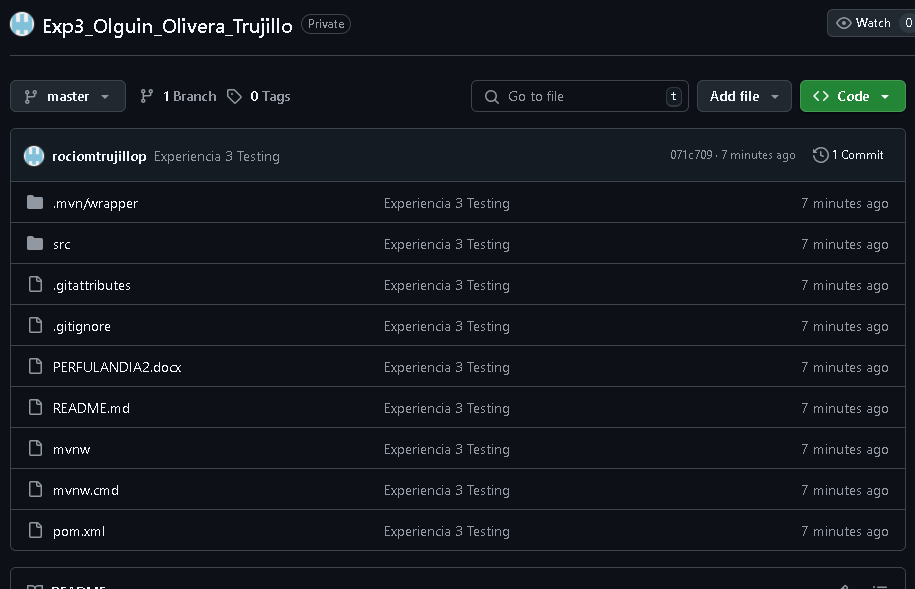 Exp3_Olguin_Olivera_Trujillo Private Watch 0
master 1 Branch 0 Tags Go to file t Add file Code
rociomtrujillop Experiencia 3 Testing 071c709 · 7 minutes ago 1 Commit
.mvn/wrapper Experiencia 3 Testing 7 minutes ago
src Experiencia 3 Testing 7 minutes ago
.gitattributes Experiencia 3 Testing 7 minutes ago
.gitignore Experiencia 3 Testing 7 minutes ago
PERFULANDIA2.docx Experiencia 3 Testing 7 minutes ago
README.md Experiencia 3 Testing 7 minutes ago
mvnw Experiencia 3 Testing 7 minutes ago
mvnw.cmd Experiencia 3 Testing 7 minutes ago
pom.xml Experiencia 3 Testing 7 minutes ago
README